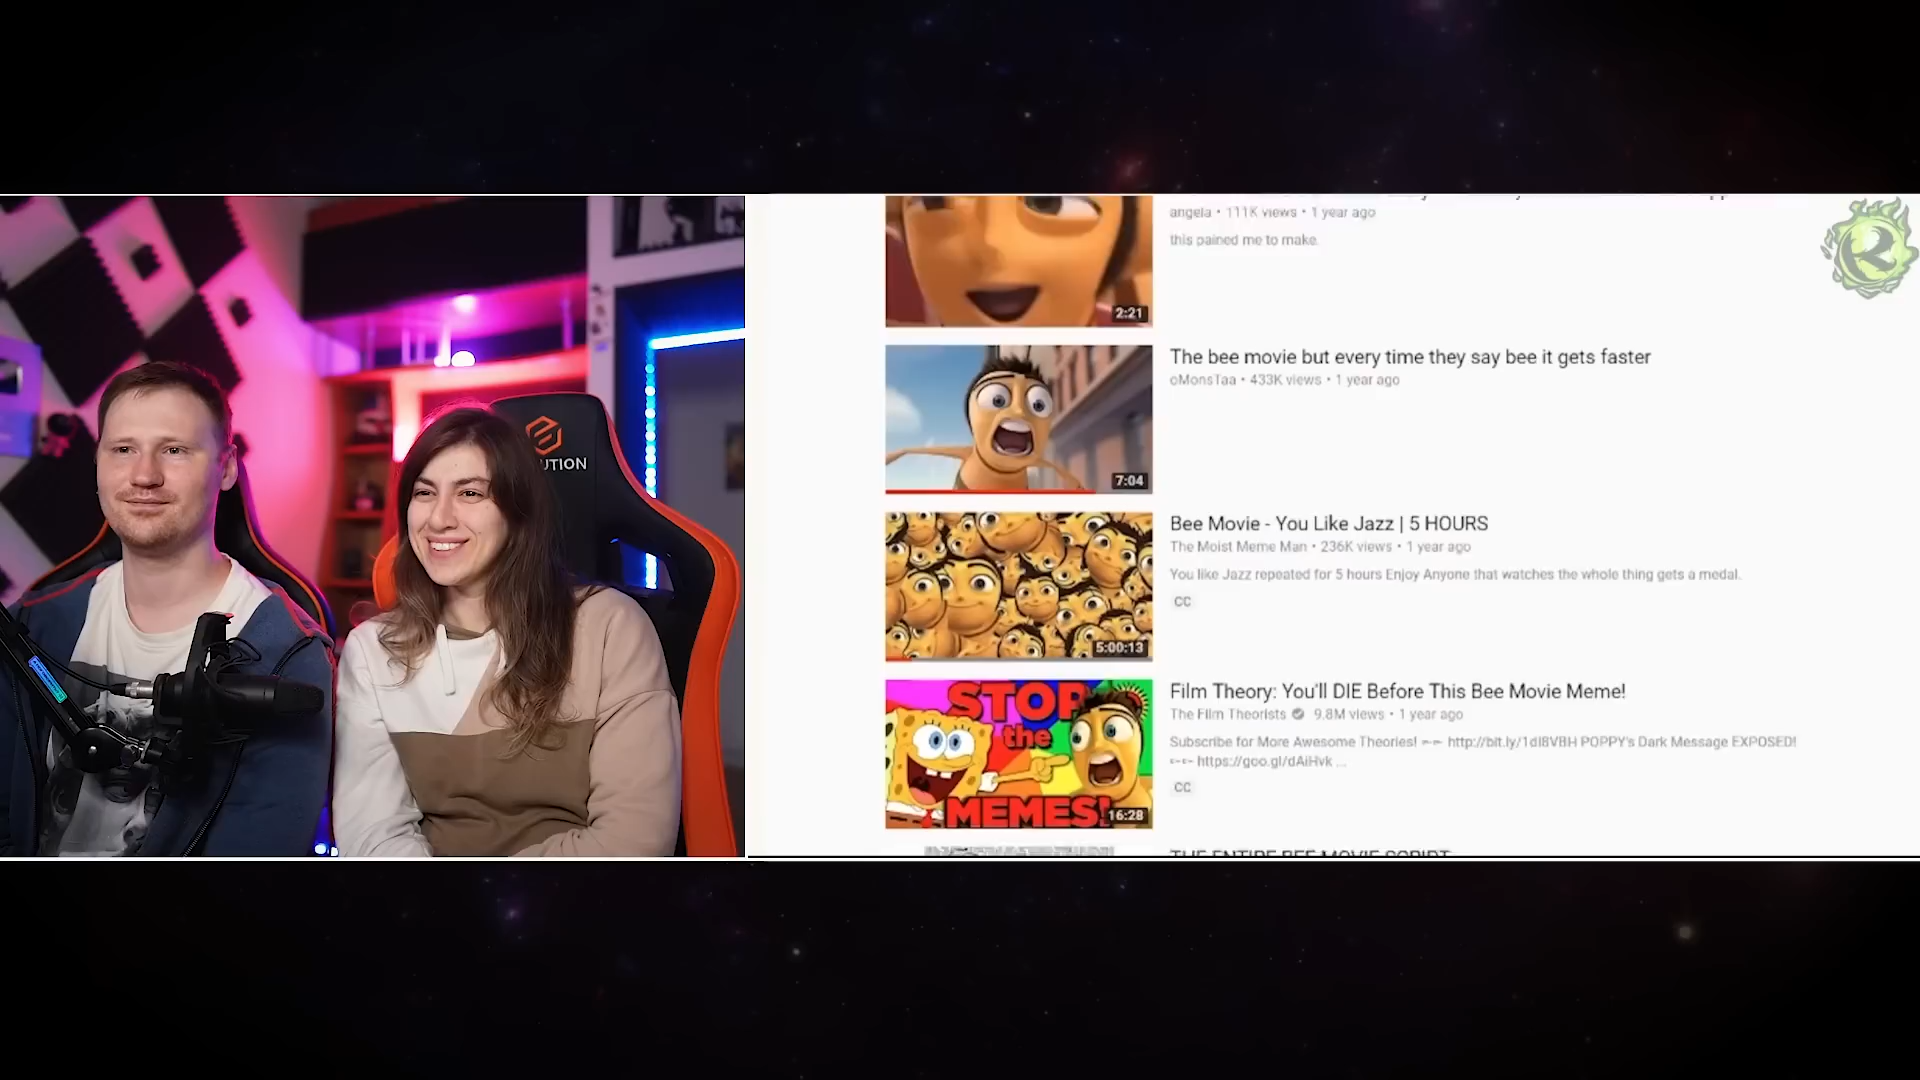 UTION
angela • 111K views • 1 year ago
this pained me to make.
2:21
The bee movie but every time they say bee it gets faster
oMonsTaa • 433K views • 1 year ago
7:04
Bee Movie - You Like Jazz | 5 HOURS
The Moist Meme Man • 236K views • 1 year ago
You like Jazz repeated for 5 hours Enjoy Anyone that watches the whole thing gets a medal.
CC
5:00:13
STOP
the
MEMES!
16:28
Film Theory: You'll DIE Before This Bee Movie Meme!
The Film Theorists 9.8M views • 1 year ago
Subscribe for More Awesome Theories! http://bit.ly/1dI8VBH POPPY's Dark Message EXPOSED!
https://goo.gl/dAiHvk ...
CC
THE ENTIRE BEE MOVIE SCRIPT